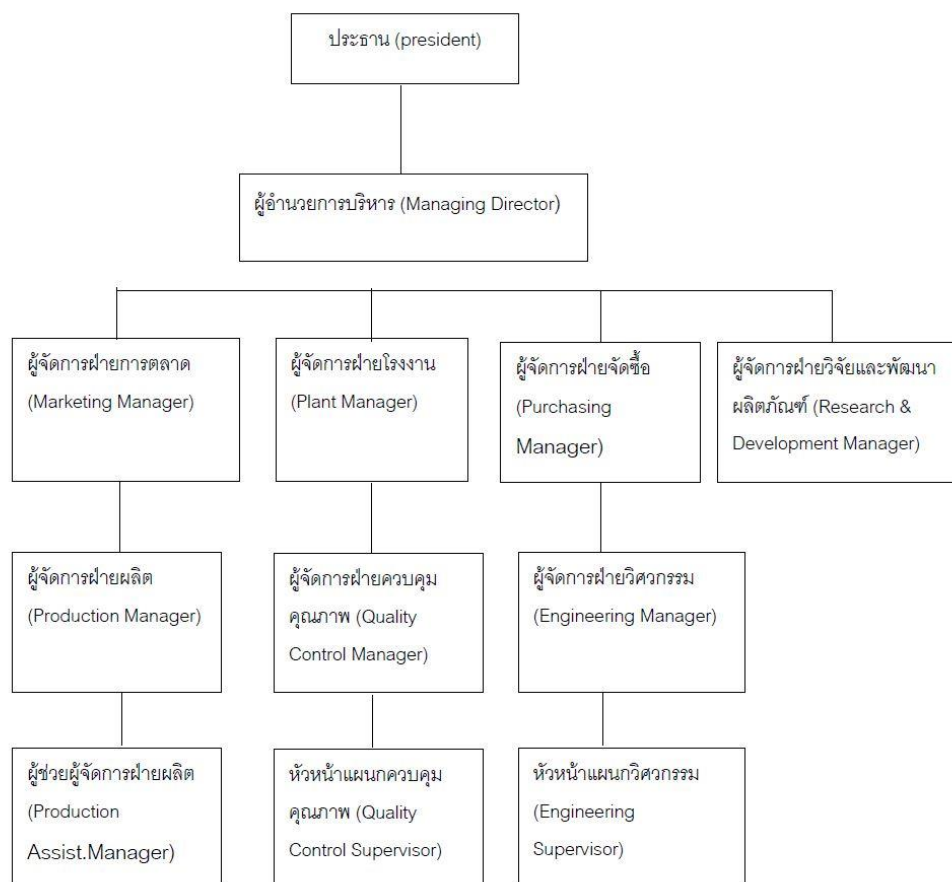 ประธาน (president)
ผู้อำนวยการบริหาร (Managing Director)
ผู้จัดการฝ่ายการตลาด
(Marketing Manager)
ผู้จัดการฝ่ายโรงงาน
(Plant Manager)
ผู้จัดการฝ่ายจัดซื้อ
(Purchasing
Manager)
ผู้จัดการฝ่ายวิจัยและพัฒนา
ผลิตภัณฑ์ (Research &
Development Manager)
ผู้จัดการฝ่ายผลิต
(Production Manager)
ผู้จัดการฝ่ายควบคุม
คุณภาพ (Quality
Control Manager)
ผู้จัดการฝ่ายวิศวกรรม
(Engineering Manager)
ผู้ช่วยผู้จัดการฝ่ายผลิต
(Production
Assist.Manager)
หัวหน้าแผนกควบคุม
คุณภาพ (Quality
Control Supervisor)
หัวหน้าแผนกวิศวกรรม
(Engineering
Supervisor)